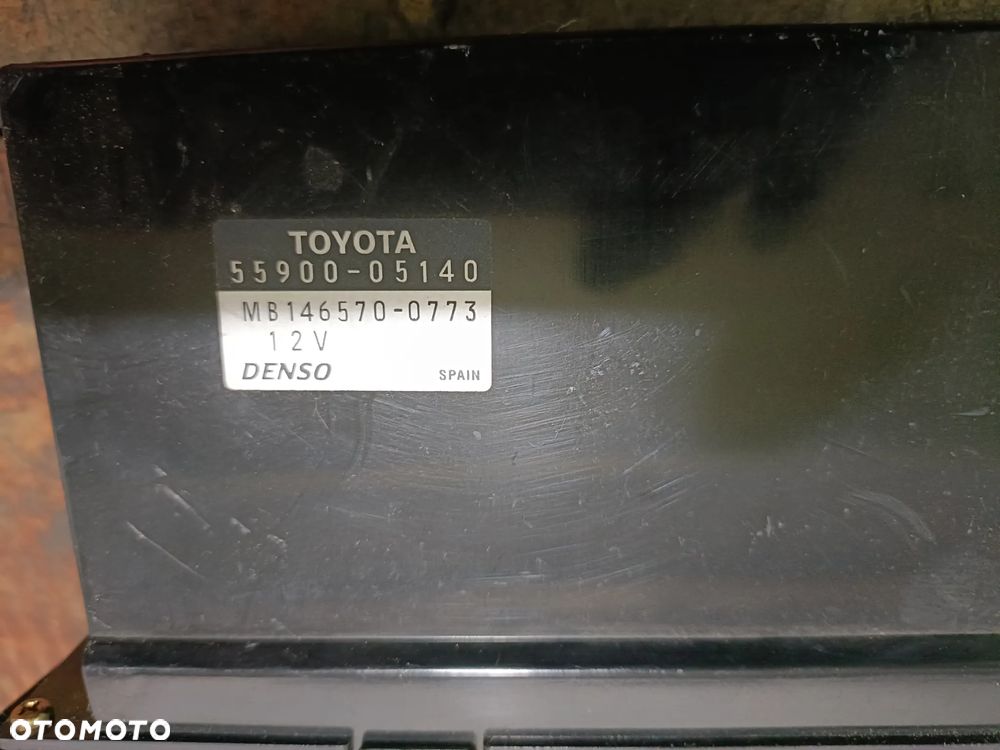 TOYOTA
55900-05140
MB146570-0773
12V
DENSO SPAIN
OTOMOTO